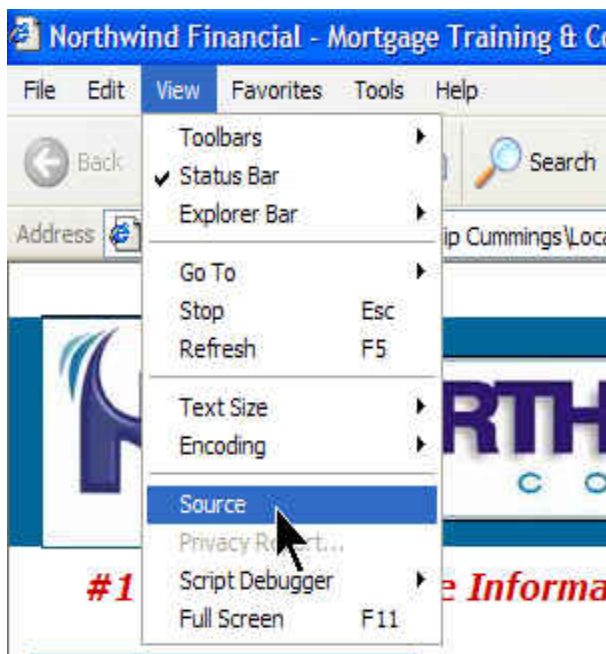 Northwind Financial - Mortgage Training &
File Edit View Favorites Tools Help
Back Search
Address ip Cummings\Loca
Toolbars
Status Bar
Explorer Bar
Go To
Stop Esc
Refresh F5
Text Size
Encoding
Source
Privacy
Script Debugger
Full Screen F11
RTH
C O
#1 e Informa